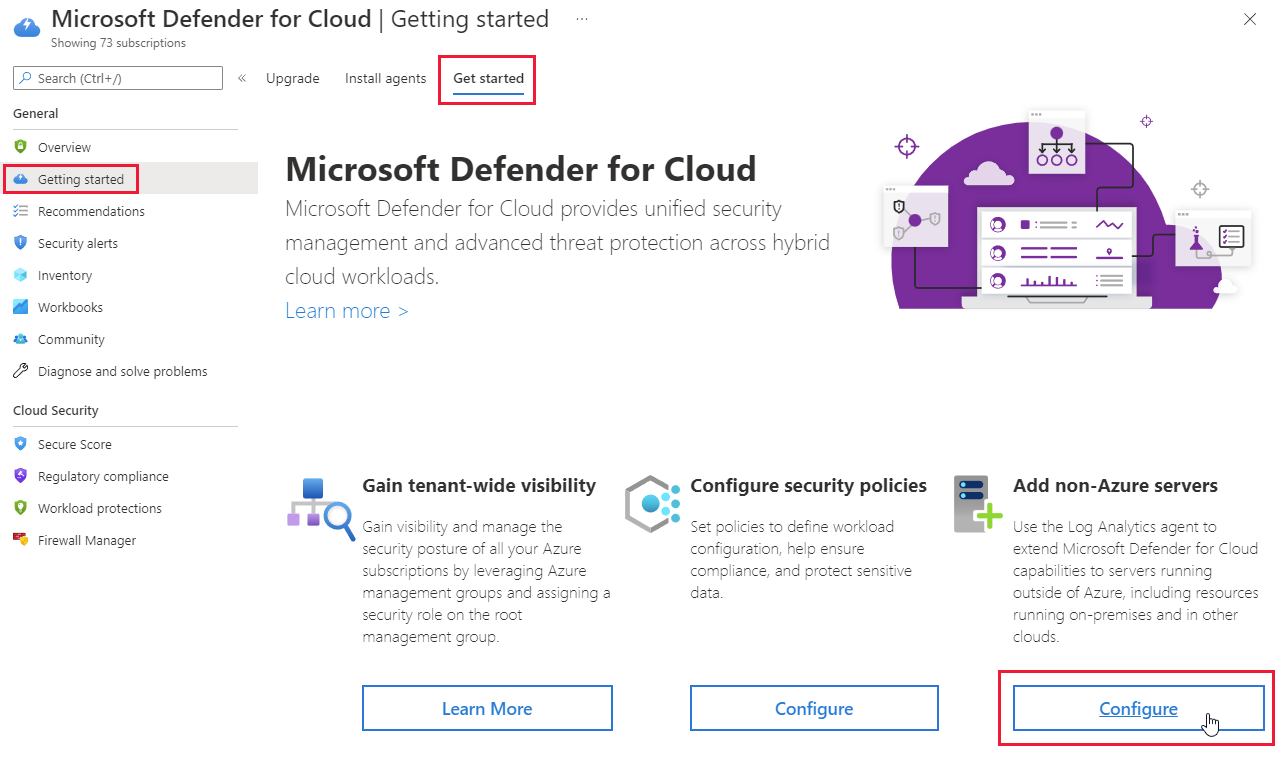 Microsoft Defender for Cloud | Getting started ...
Showing 73 subscriptions
Search (Ctrl+/)
«
Upgrade
Install agents
Get started
General
Overview
Getting started
Recommendations
Security alerts
Inventory
Workbooks
Community
Diagnose and solve problems
Cloud Security
Secure Score
Regulatory compliance
Workload protections
Firewall Manager
Microsoft Defender for Cloud
Microsoft Defender for Cloud provides unified security
management and advanced threat protection across hybrid
cloud workloads.
Learn more >
Gain tenant-wide visibility
Gain visibility and manage the
security posture of all your Azure
subscriptions by leveraging Azure
management groups and assigning a
security role on the root
management group.
Learn More
Configure security policies
Set policies to define workload
configuration, help ensure
compliance, and protect sensitive
data.
Configure
Add non-Azure servers
Use the Log Analytics agent to
extend Microsoft Defender for Cloud
capabilities to servers running
outside of Azure, including resources
running on-premises and in other
clouds.
Configure